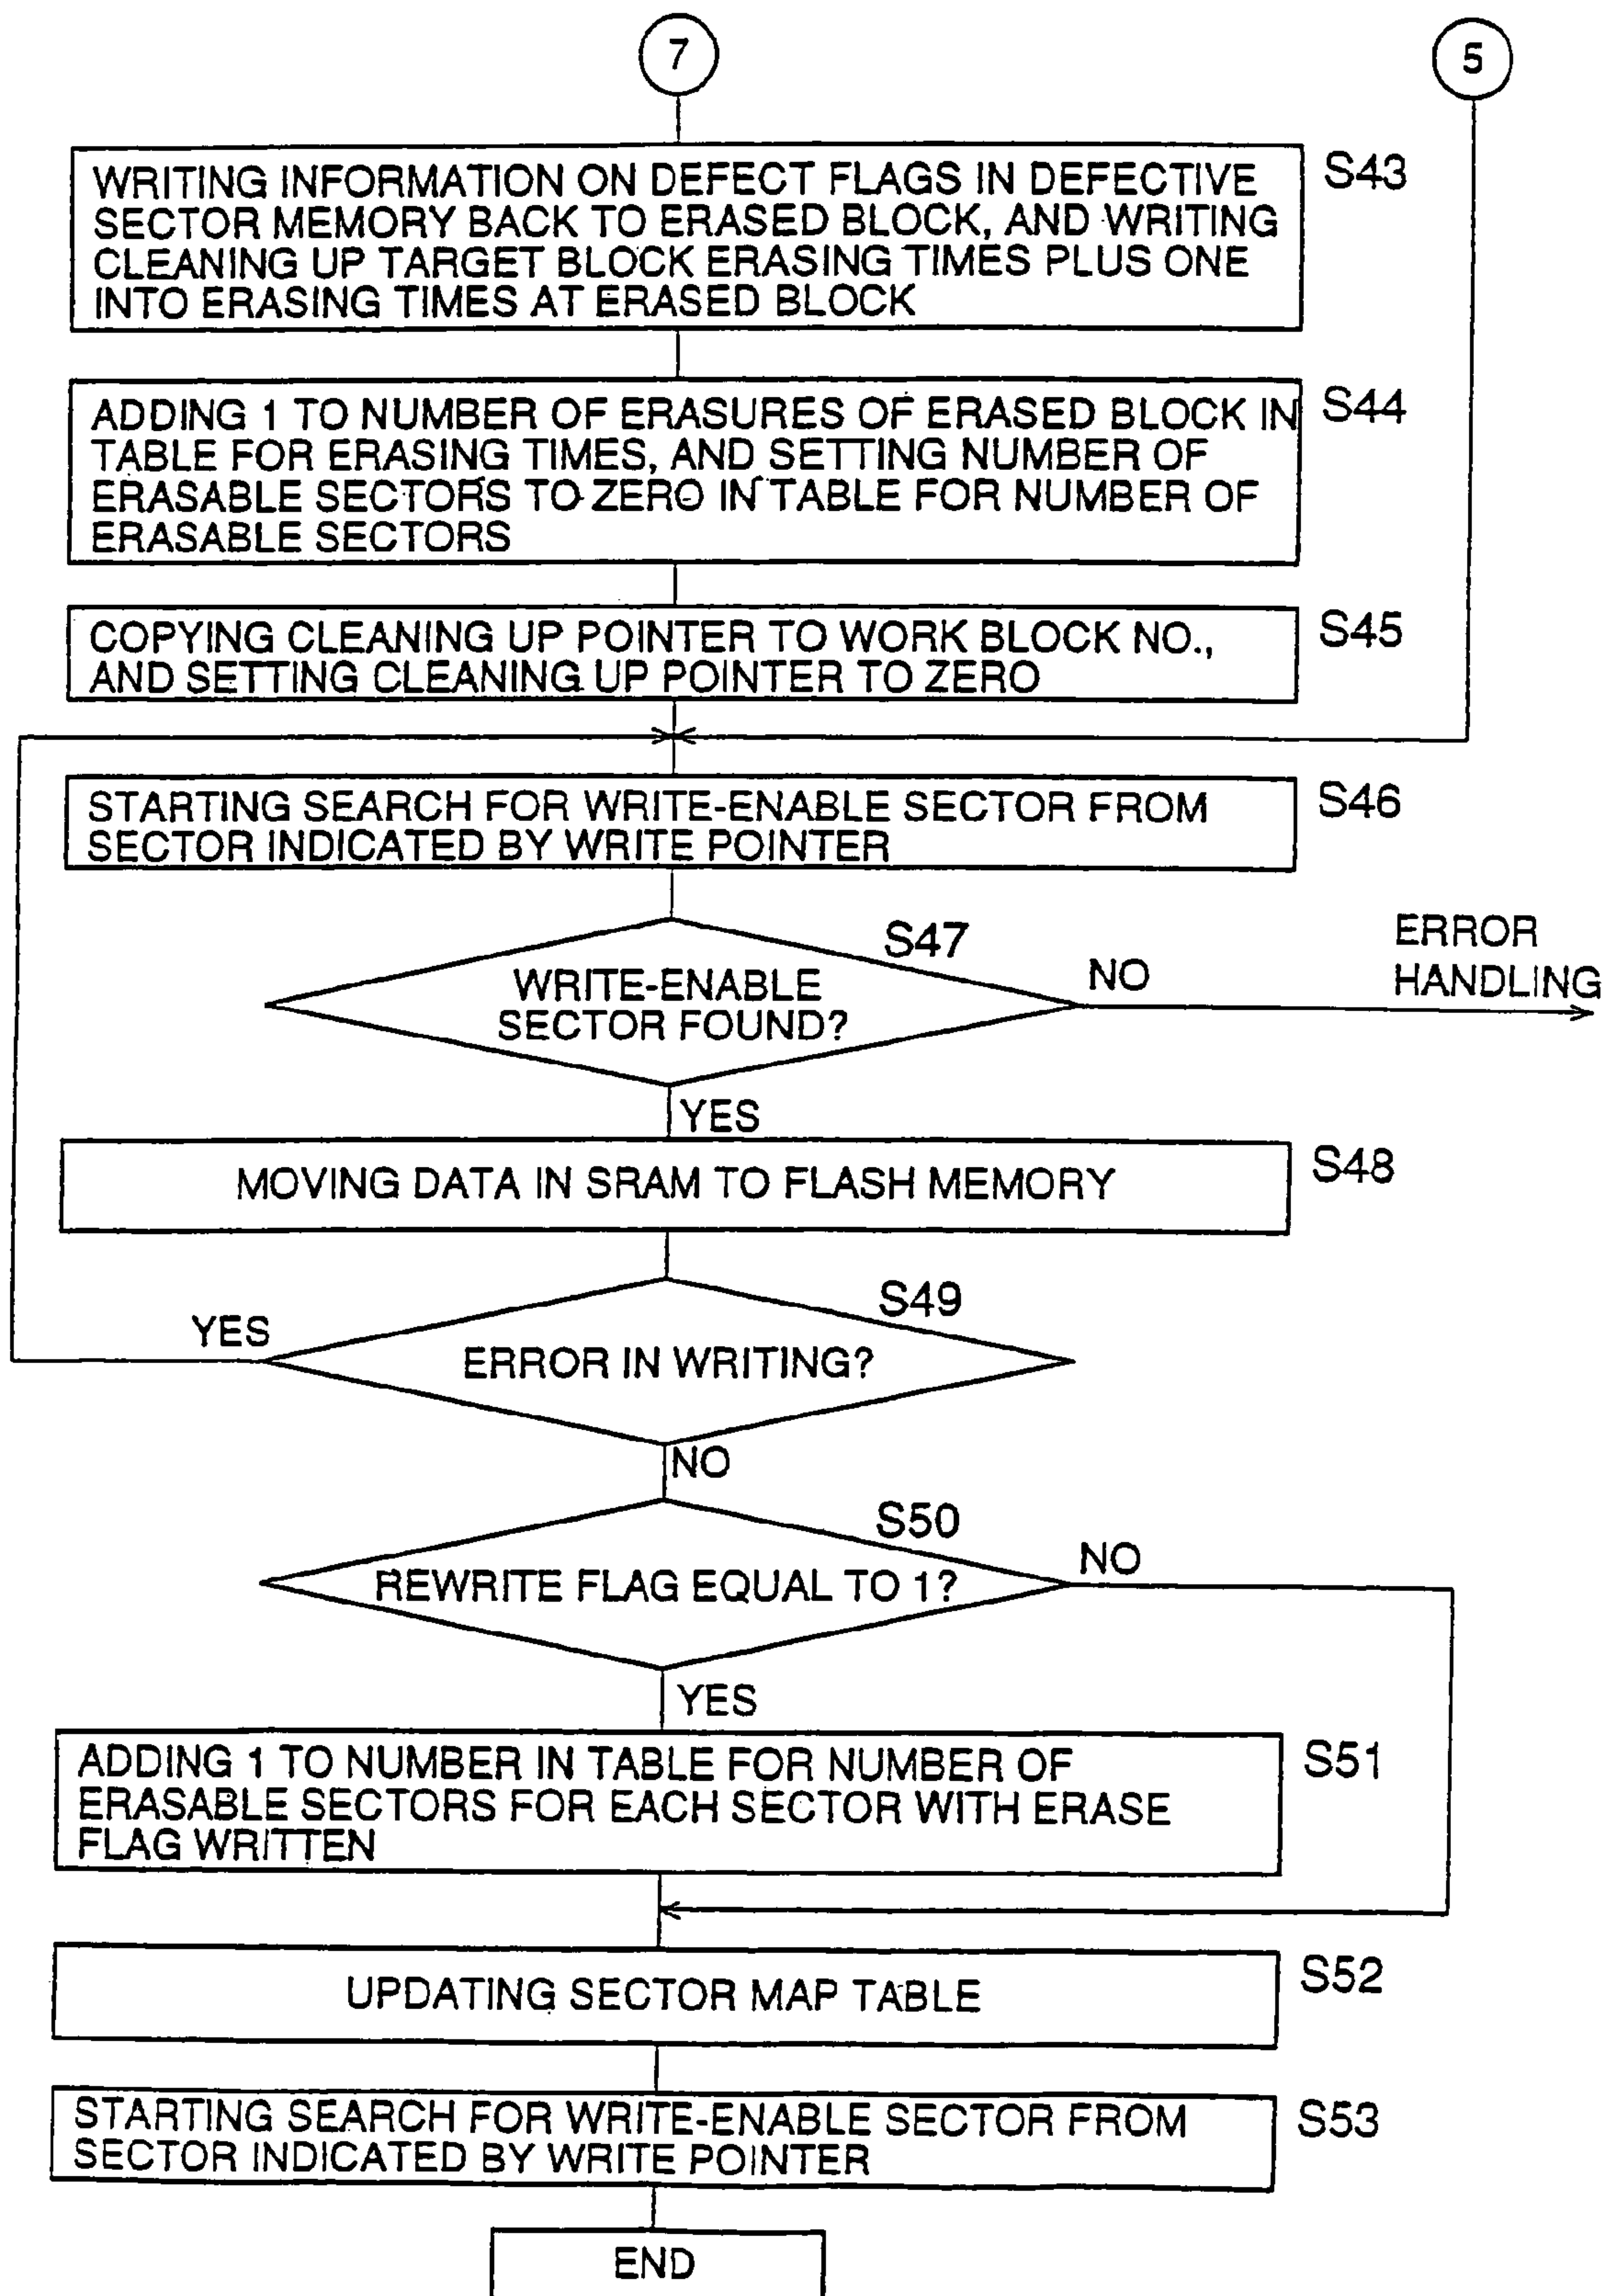 7
5
WRITING INFORMATION ON DEFECT FLAGS IN DEFECTIVE
SECTOR MEMORY BACK TO ERASED BLOCK, AND WRITING
CLEANING UP TARGET BLOCK ERASING TIMES PLUS ONE
INTO ERASING TIMES AT ERASED BLOCK
S43
ADDING 1 TO NUMBER OF ERASURES OF ERASED BLOCK IN
TABLE FOR ERASING TIMES, AND SETTING NUMBER OF
ERASABLE SECTORS TO ZERO IN TABLE FOR NUMBER OF
ERASABLE SECTORS
S44
COPYING CLEANING UP POINTER TO WORK BLOCK NO.,
AND SETTING CLEANING UP POINTER TO ZERO
S45
STARTING SEARCH FOR WRITE-ENABLE SECTOR FROM
SECTOR INDICATED BY WRITE POINTER
S46
S47
WRITE-ENABLE
SECTOR FOUND?
NO
ERROR
HANDLING
YES
MOVING DATA IN SRAM TO FLASH MEMORY
S48
S49
YES
ERROR IN WRITING?
NO
S50
REWRITE FLAG EQUAL TO 1?
NO
YES
ADDING 1 TO NUMBER IN TABLE FOR NUMBER OF
ERASABLE SECTORS FOR EACH SECTOR WITH ERASE
FLAG WRITTEN
S51
UPDATING SECTOR MAP TABLE
S52
STARTING SEARCH FOR WRITE-ENABLE SECTOR FROM
SECTOR INDICATED BY WRITE POINTER
S53
END